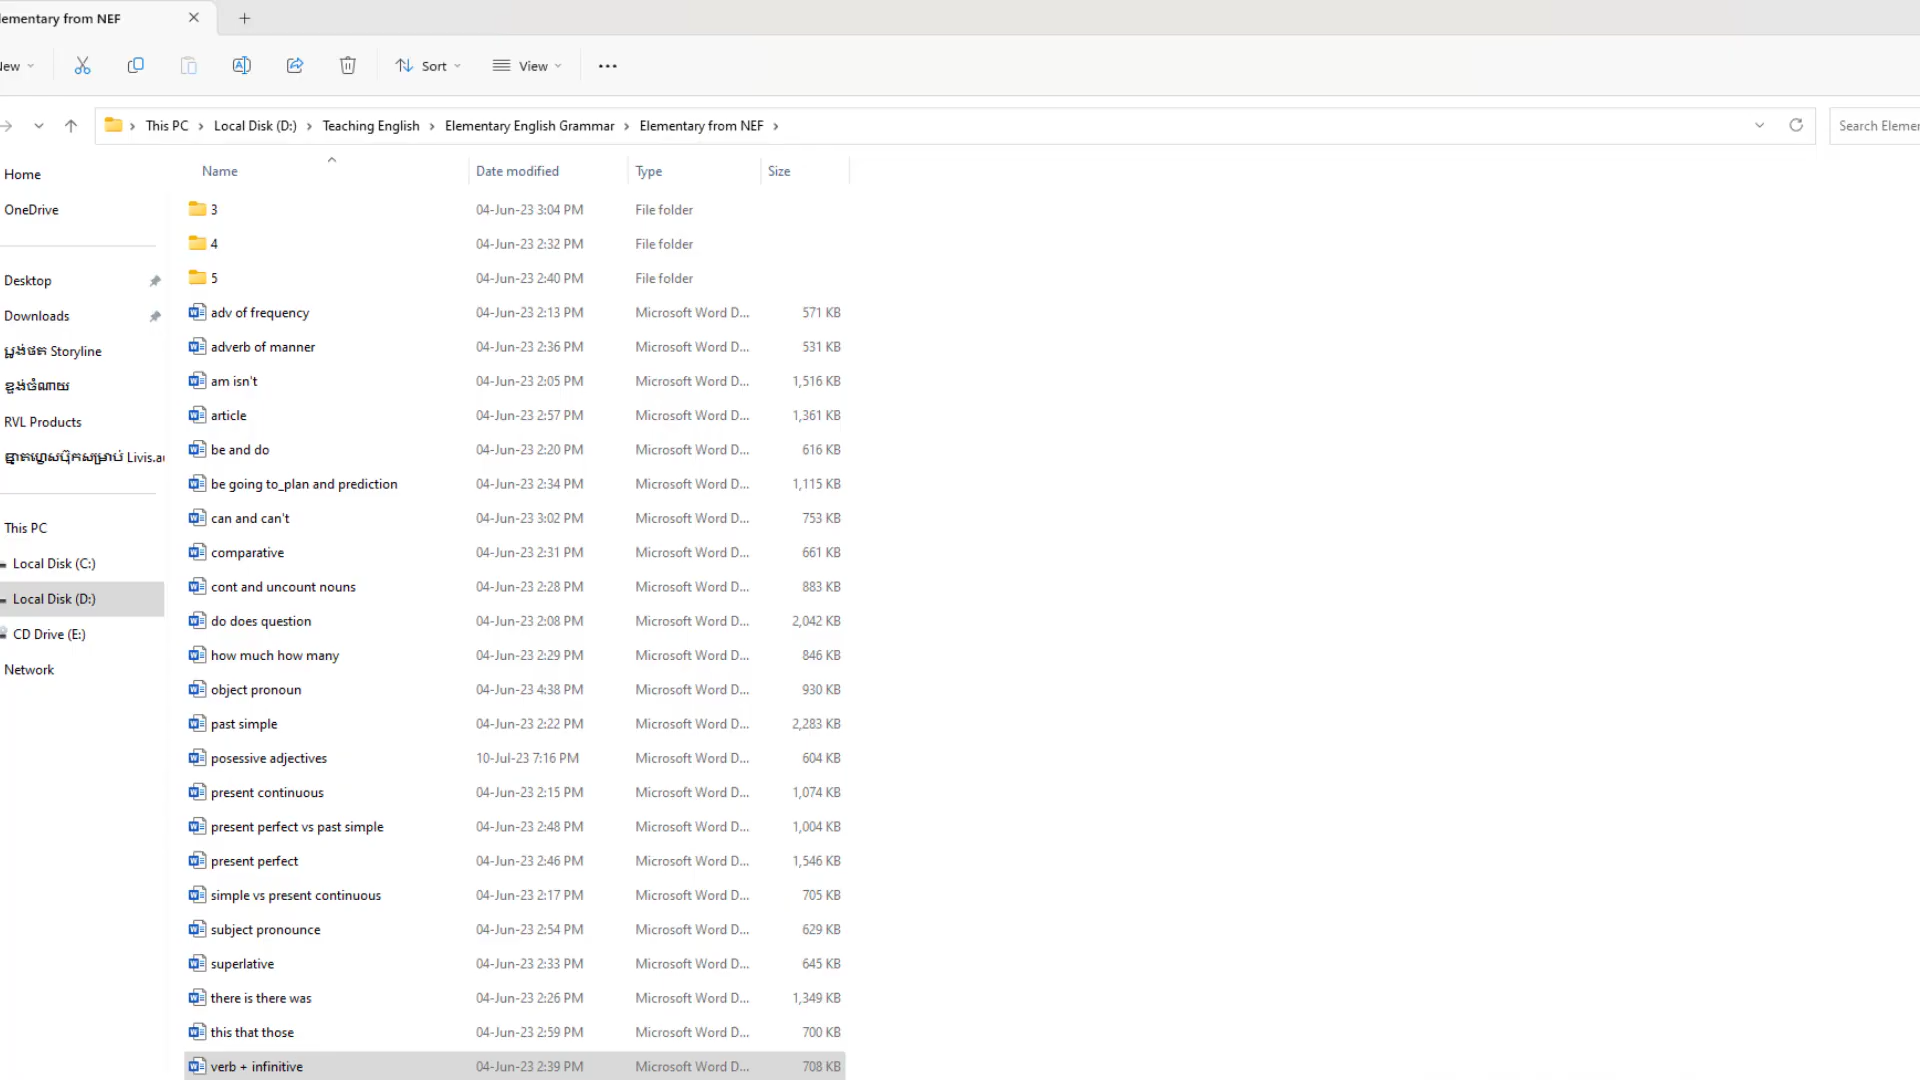 lementary from NEF
New
Sort
View
This PC
Local Disk (D:)
Teaching English
Elementary English Grammar
Elementary from NEF
Search Elemen
Name Date modified Type Size
Home
OneDrive
Desktop
Downloads
ប្លង់ថត Storyline
ខ្ទង់ចំណាយ
RVL Products
Livis.au
This PC
Local Disk (C:)
Local Disk (D:)
CD Drive (E:)
Network
3 04-Jun-23 3:04 PM File folder
4 04-Jun-23 2:32 PM File folder
5 04-Jun-23 2:40 PM File folder
adv of frequency 04-Jun-23 2:13 PM Microsoft Word D... 571 KB
adverb of manner 04-Jun-23 2:36 PM Microsoft Word D... 531 KB
am isn't 04-Jun-23 2:05 PM Microsoft Word D... 1,516 KB
article 04-Jun-23 2:57 PM Microsoft Word D... 1,361 KB
be and do 04-Jun-23 2:20 PM Microsoft Word D... 616 KB
be going to_plan and prediction 04-Jun-23 2:34 PM Microsoft Word D... 1,115 KB
can and can't 04-Jun-23 3:02 PM Microsoft Word D... 753 KB
comparative 04-Jun-23 2:31 PM Microsoft Word D... 661 KB
cont and uncount nouns 04-Jun-23 2:28 PM Microsoft Word D... 883 KB
do does question 04-Jun-23 2:08 PM Microsoft Word D... 2,042 KB
how much how many 04-Jun-23 2:29 PM Microsoft Word D... 846 KB
object pronoun 04-Jun-23 4:38 PM Microsoft Word D... 930 KB
past simple 04-Jun-23 2:22 PM Microsoft Word D... 2,283 KB
posessive adjectives 10-Jul-23 7:16 PM Microsoft Word D... 604 KB
present continuous 04-Jun-23 2:15 PM Microsoft Word D... 1,074 KB
present perfect vs past simple 04-Jun-23 2:48 PM Microsoft Word D... 1,004 KB
present perfect 04-Jun-23 2:46 PM Microsoft Word D... 1,546 KB
simple vs present continuous 04-Jun-23 2:17 PM Microsoft Word D... 705 KB
subject pronounce 04-Jun-23 2:54 PM Microsoft Word D... 629 KB
superlative 04-Jun-23 2:33 PM Microsoft Word D... 645 KB
there is there was 04-Jun-23 2:26 PM Microsoft Word D... 1,349 KB
this that those 04-Jun-23 2:59 PM Microsoft Word D... 700 KB
verb + infinitive 04-Jun-23 2:39 PM Microsoft Word D... 708 KB